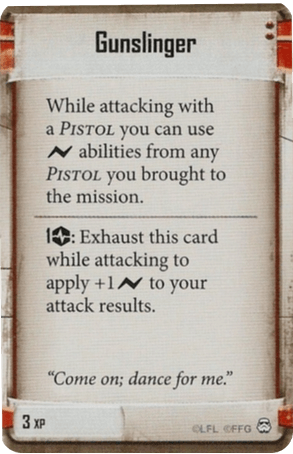 Gunslinger
While attacking with
a PISTOL you can use
abilities from any
PISTOL you brought to
the mission.
1 : Exhaust this card
while attacking to
apply +1 to your
attack results.
“Come on; dance for me.”
3 XP
©LFL ©FFG